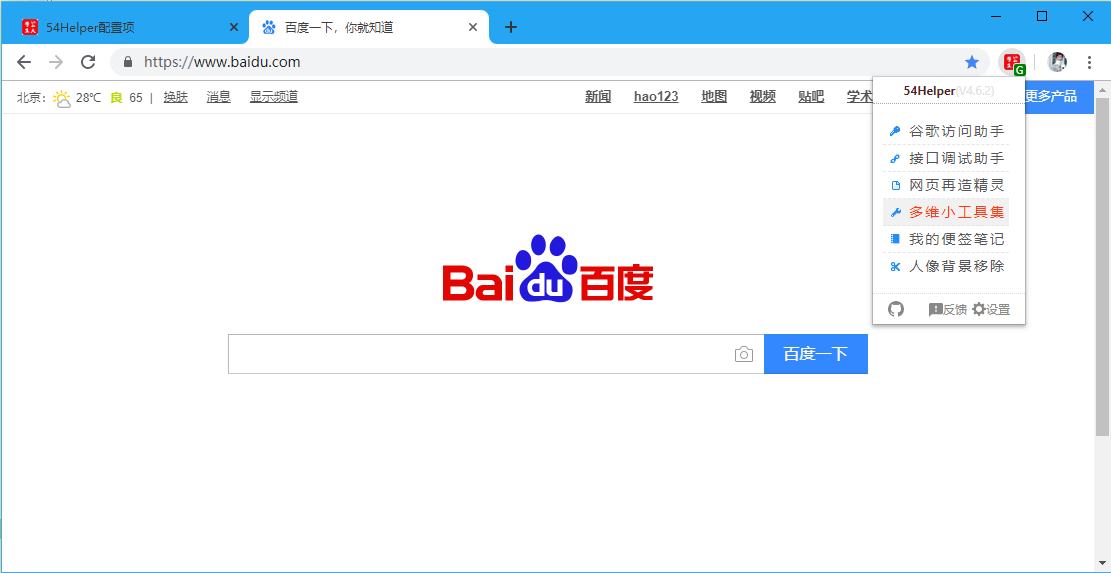 54Helper配置项
百度一下，你就知道
https://www.baidu.com
北京: 28℃ 良 65 | 换肤 消息 显示频道
新闻 hao123 地图 视频 贴吧 学术 更多产品
54Helper(V4.6.2)
谷歌访问助手
接口调试助手
网页再造精灵
多维小工具集
我的便签笔记
人像背景移除
反馈 设置
Baidu百度
百度一下